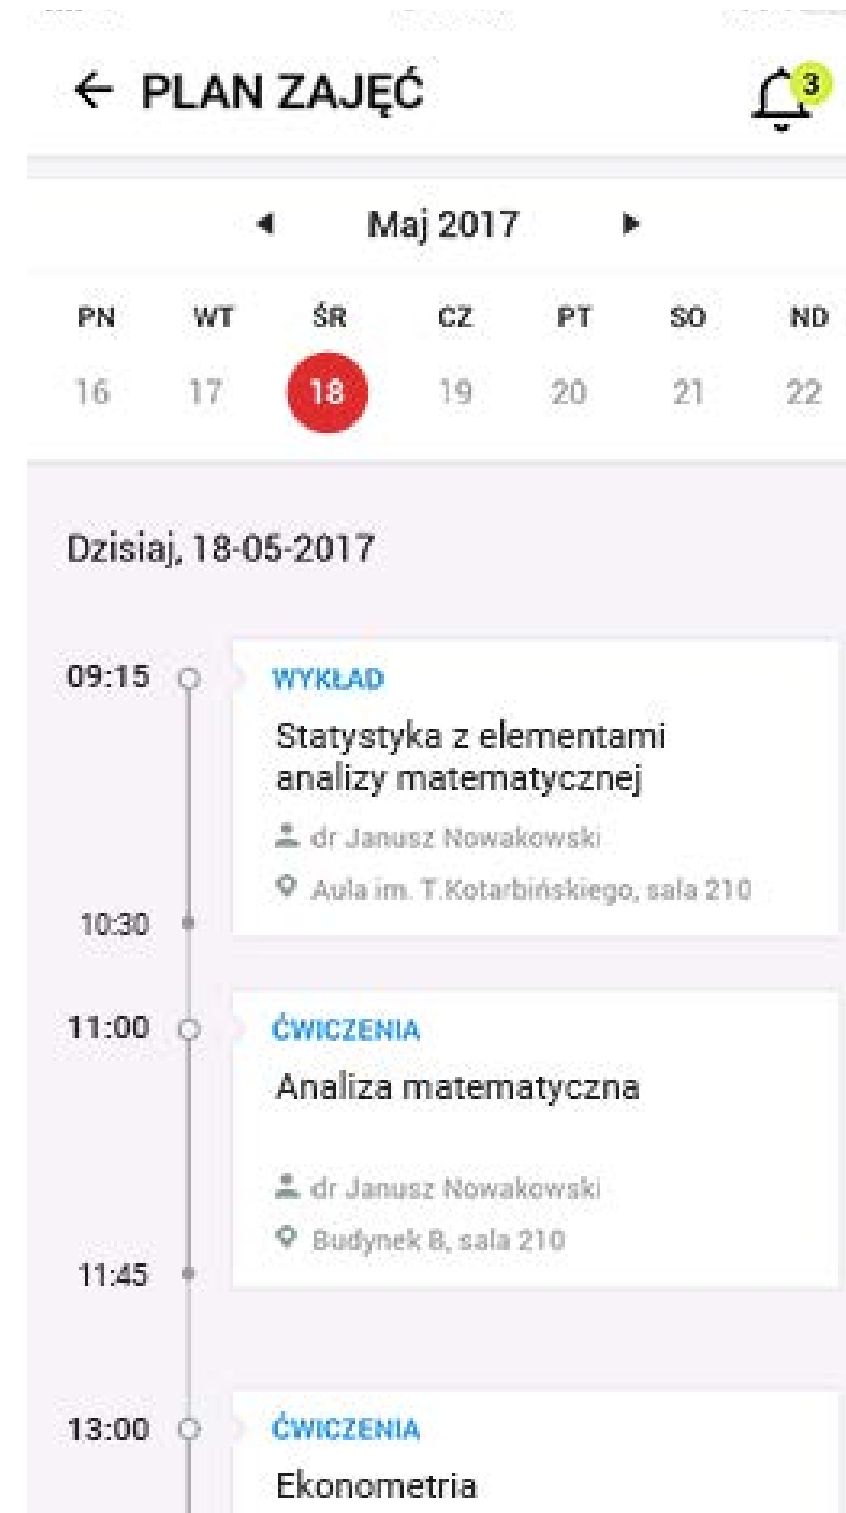 PLAN ZAJĘĆ
3
Maj 2017
PN WT ŚR CZ PT SO ND
16 17 18 19 20 21 22
Dzisiaj, 18-05-2017
09:15
WYKŁAD
Statystyka z elementami
analizy matematycznej
dr Janusz Nowakowski
Aula im. T.Kotarbińskiego, sala 210
10:30
11:00
ĆWICZENIA
Analiza matematyczna
dr Janusz Nowakowski
Budynek B, sala 210
11:45
13:00
ĆWICZENIA
Ekonometria